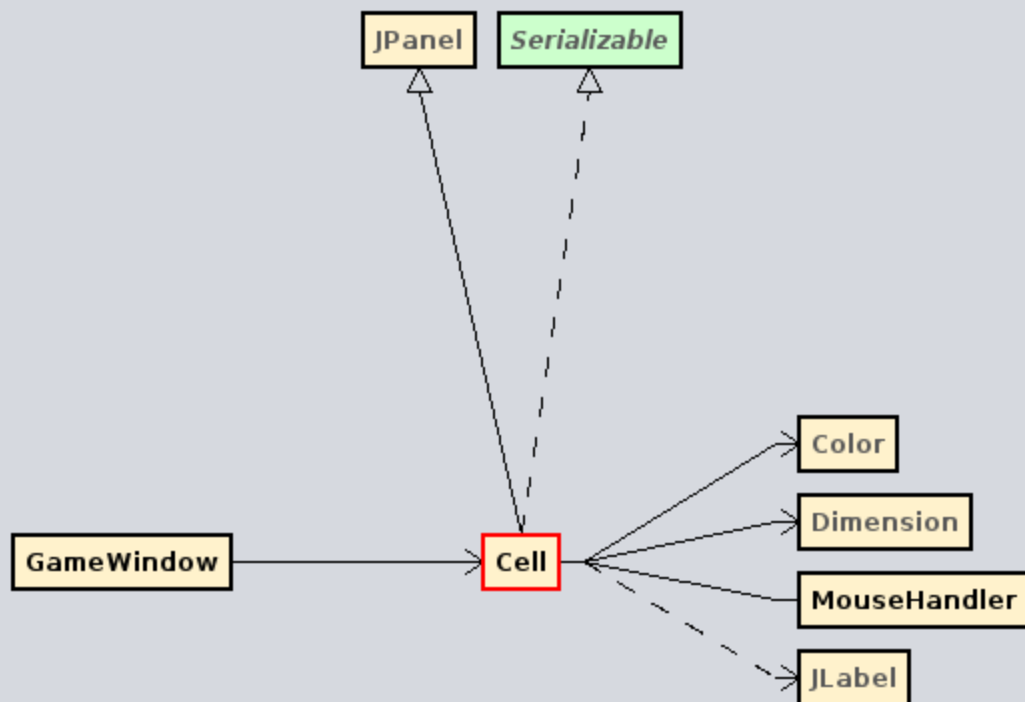 JPanel
Serializable
Color
Dimension
GameWindow
Cell
MouseHandler
JLabel